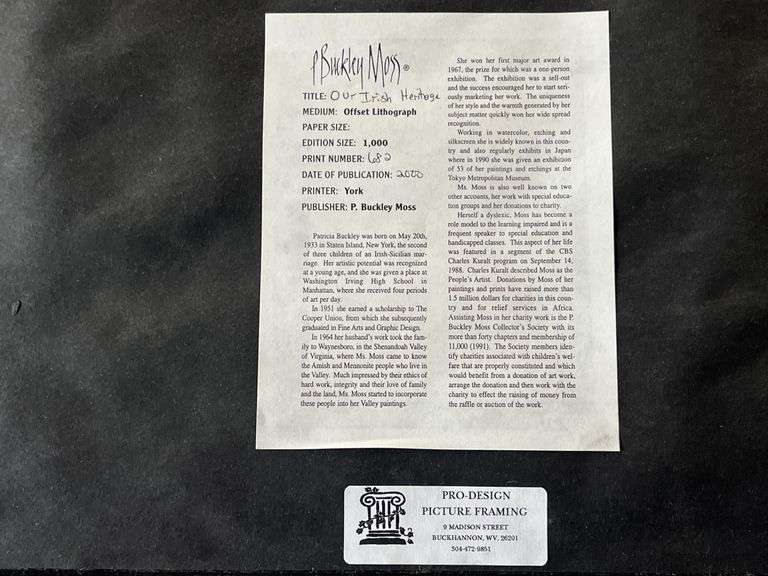 P Buckley Moss ®
TITLE: Our Irish Heritage
MEDIUM: Offset Lithograph
PAPER SIZE:
EDITION SIZE: 1,000
PRINT NUMBER: 682
DATE OF PUBLICATION: 2000
PRINTER: York
PUBLISHER: P. Buckley Moss
Patricia Buckley was born on May 20th,
1933 in Staten Island, New York, the second
of three children of an Irish-Sicilian mar-
riage. Her artistic potential was recognized
at a young age, and she was given a place at
Washington Irving High School in
Manhattan, where she received four periods
of art per day.
In 1951 she earned a scholarship to The
Cooper Union, from which she subsequently
graduated in Fine Arts and Graphic Design.
In 1964 her husband's work took the fam-
ily to Waynesboro, in the Shenandoah Valley
of Virginia, where Ms. Moss came to know
the Amish and Mennonite people who live in
the Valley. Much impressed by their ethics of
hard work, integrity and their love of family
and the land, Ms. Moss started to incorporate
these people into her Valley paintings.
She won her first major art award in
1967, the prize for which was a one-person
exhibition. The exhibition was a sell-out
and the success encouraged her to start seri-
ously marketing her work. The uniqueness
of her style and the warmth generated by her
subject matter quickly won her wide spread
recognition.
Working in watercolor, etching and
silkscreen she is widely known in this coun-
try and also regularly exhibits in Japan
where in 1990 she was given an exhibition
of 53 of her paintings and etchings at the
Tokyo Metropolitan Museum.
Ms. Moss is also well known on two
other accounts, her work with special educa-
tion groups and her donations to charity.
Herself a dyslexic, Moss has become a
role model to the learning impaired and is a
frequent speaker to special education and
handicapped classes. This aspect of her life
was featured in a segment of the CBS
Charles Kuralt program on September 14,
1988. Charles Kuralt described Moss as the
People's Artist. Donations by Moss of her
paintings and prints have raised more than
1.5 million dollars for charities in this coun-
try and for relief services in Africa.
Assisting Moss in her charity work is the P.
Buckley Moss Collector's Society with its
more than forty chapters and membership of
11,000 (1991). The Society members iden-
tify charities associated with children's wel-
fare that are properly constituted and which
would benefit from a donation of art work,
arrange the donation and then work with the
charity to effect the raising of money from
the raffle or auction of the work.
PRO-DESIGN
PICTURE FRAMING
9 MADISON STREET
BUCKHANNON, WV. 26201
304-472-9851